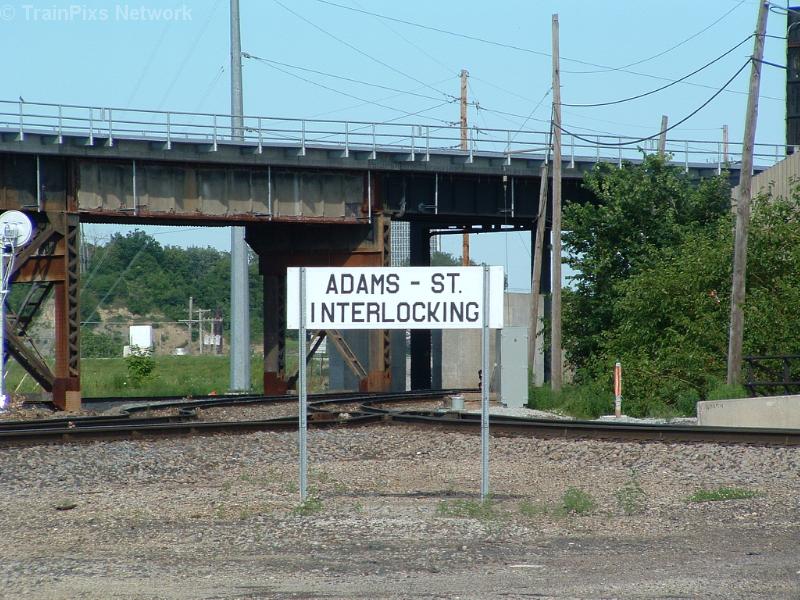 © TrainPixs Network
ADAMS - ST.
INTERLOCKING